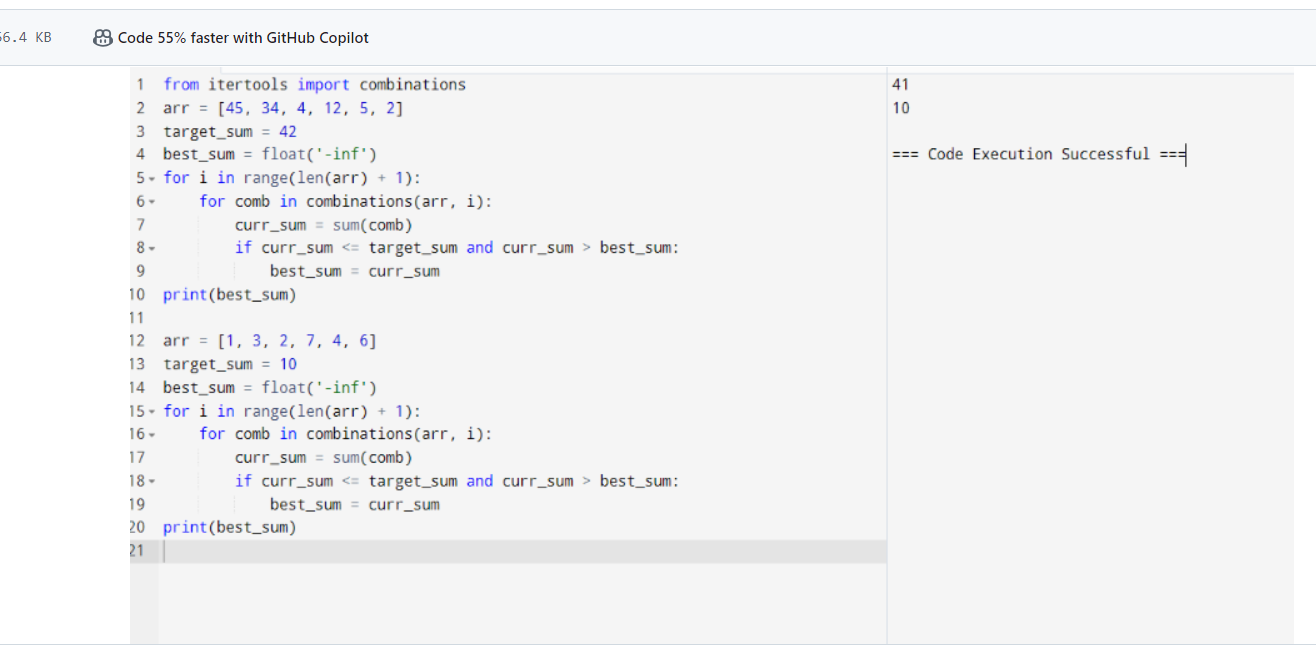 56.4 KB Code 55% faster with GitHub Copilot
1 from itertools import combinations
2 arr = [45, 34, 4, 12, 5, 2]
3 target_sum = 42
4 best_sum = float('-inf')
5 for i in range(len(arr) + 1):
6     for comb in combinations(arr, i):
7         curr_sum = sum(comb)
8         if curr_sum <= target_sum and curr_sum > best_sum:
9             best_sum = curr_sum
10 print(best_sum)
11
12 arr = [1, 3, 2, 7, 4, 6]
13 target_sum = 10
14 best_sum = float('-inf')
15 for i in range(len(arr) + 1):
16     for comb in combinations(arr, i):
17         curr_sum = sum(comb)
18         if curr_sum <= target_sum and curr_sum > best_sum:
19             best_sum = curr_sum
20 print(best_sum)
21
41
10
=== Code Execution Successful ===